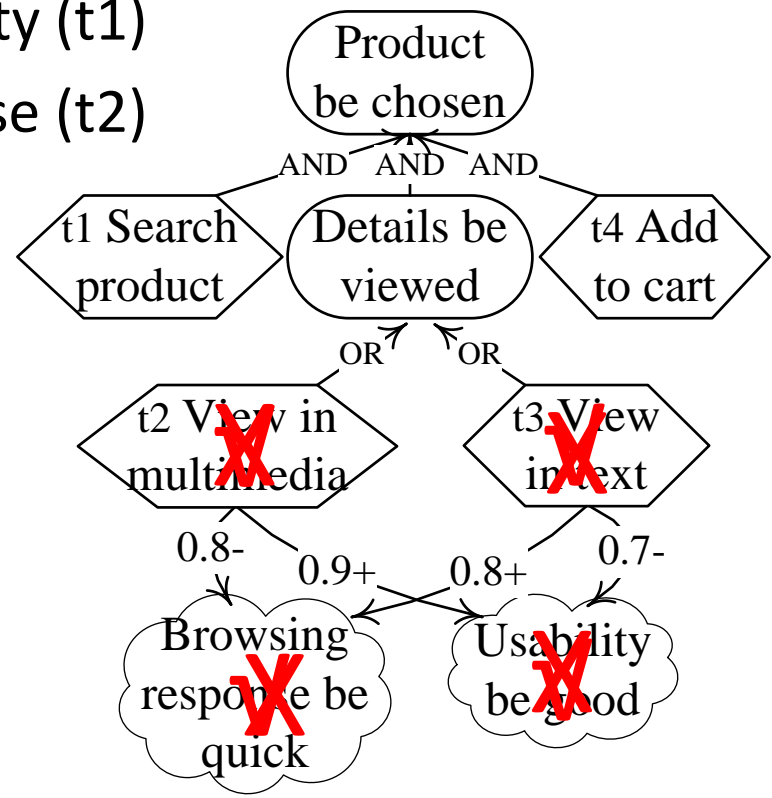 ty (t1)
se (t2)
Product
be chosen
AND AND AND
t1 Search
product
Details be
viewed
t4 Add
to cart
OR OR
t2 View in
multimedia
t3 View
in text
0.8-
0.9+
0.8+
0.7-
Browsing
response be
quick
Usability
be good